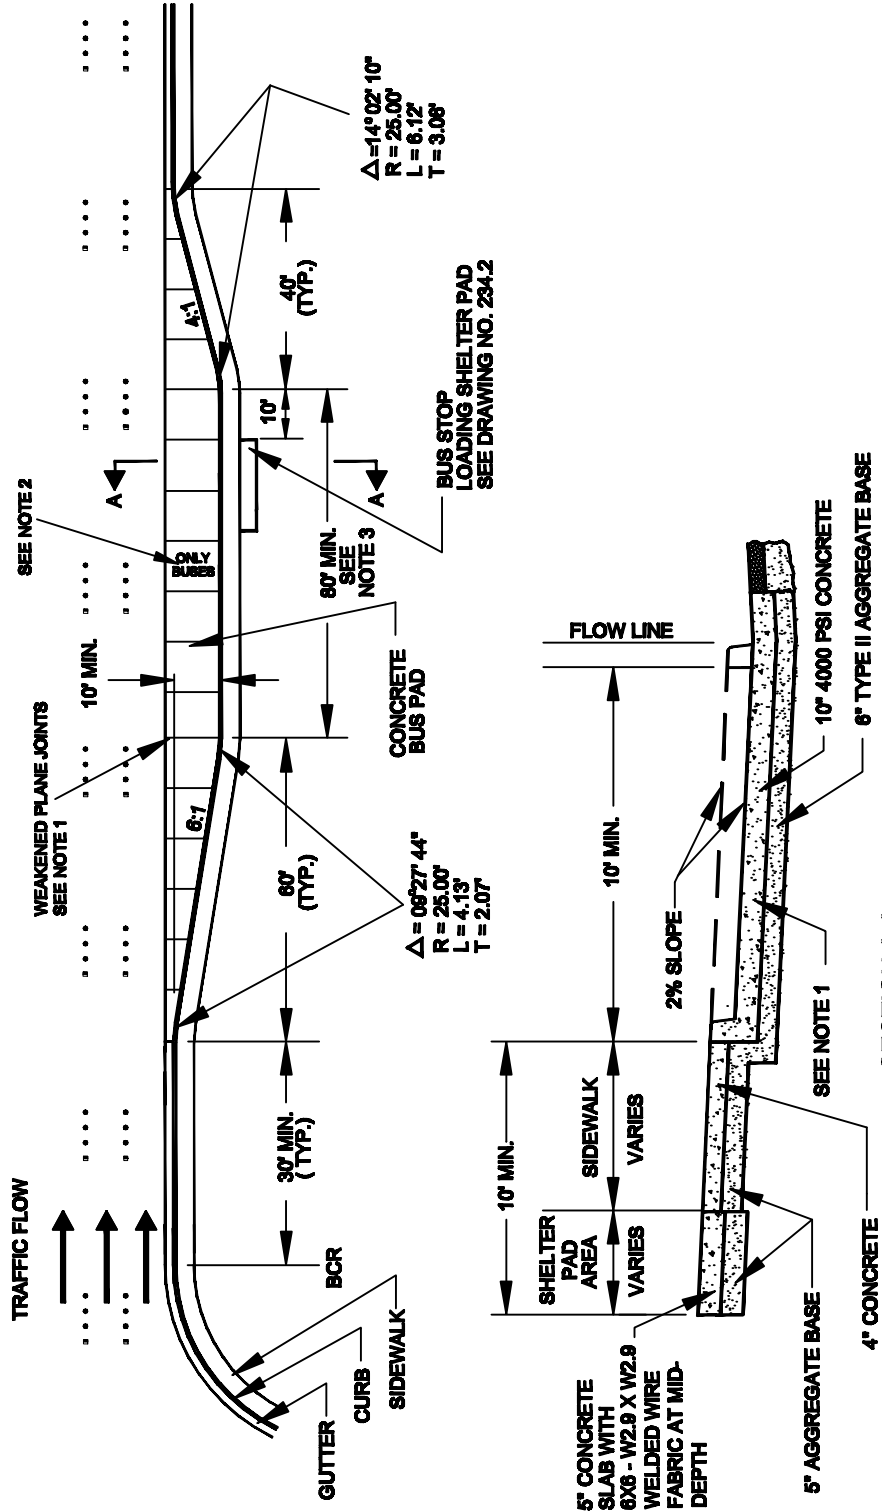 TRAFFIC FLOW
SEE NOTE 2
WEAKENED PLANE JOINTS
SEE NOTE 1
10' MIN.
ONLY
BUSES
A
A
6:1
4:1
△=14°02' 10"
R = 25.00'
L = 6.12'
T = 3.08'
40'
(TYP.)
10'
80' MIN.
SEE
NOTE 3
60'
(TYP.)
30' MIN.
( TYP.)
BUS STOP
LOADING SHELTER PAD
SEE DRAWING NO. 234.2
CONCRETE
BUS PAD
△ = 09°27' 44"
R = 25.00'
L = 4.13'
T = 2.07'
BCR
SIDEWALK
CURB
GUTTER
FLOW LINE
10' MIN.
10' MIN.
SIDEWALK
VARIES
SHELTER
PAD
AREA
VARIES
2% SLOPE
10" 4000 PSI CONCRETE
6" TYPE II AGGREGATE BASE
SEE NOTE 1
4" CONCRETE
5" AGGREGATE BASE
5" CONCRETE
SLAB WITH
6X6 - W2.9 X W2.9
WELDED WIRE
FABRIC AT MID-
DEPTH